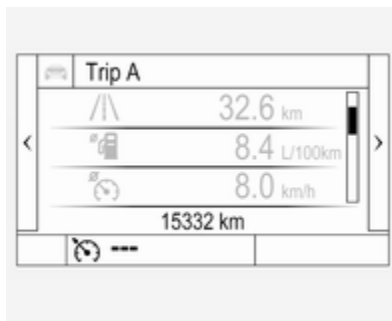 Trip A
32.6 km
ø 8.4 L/100km
ø 8.0 km/h
15332 km
---